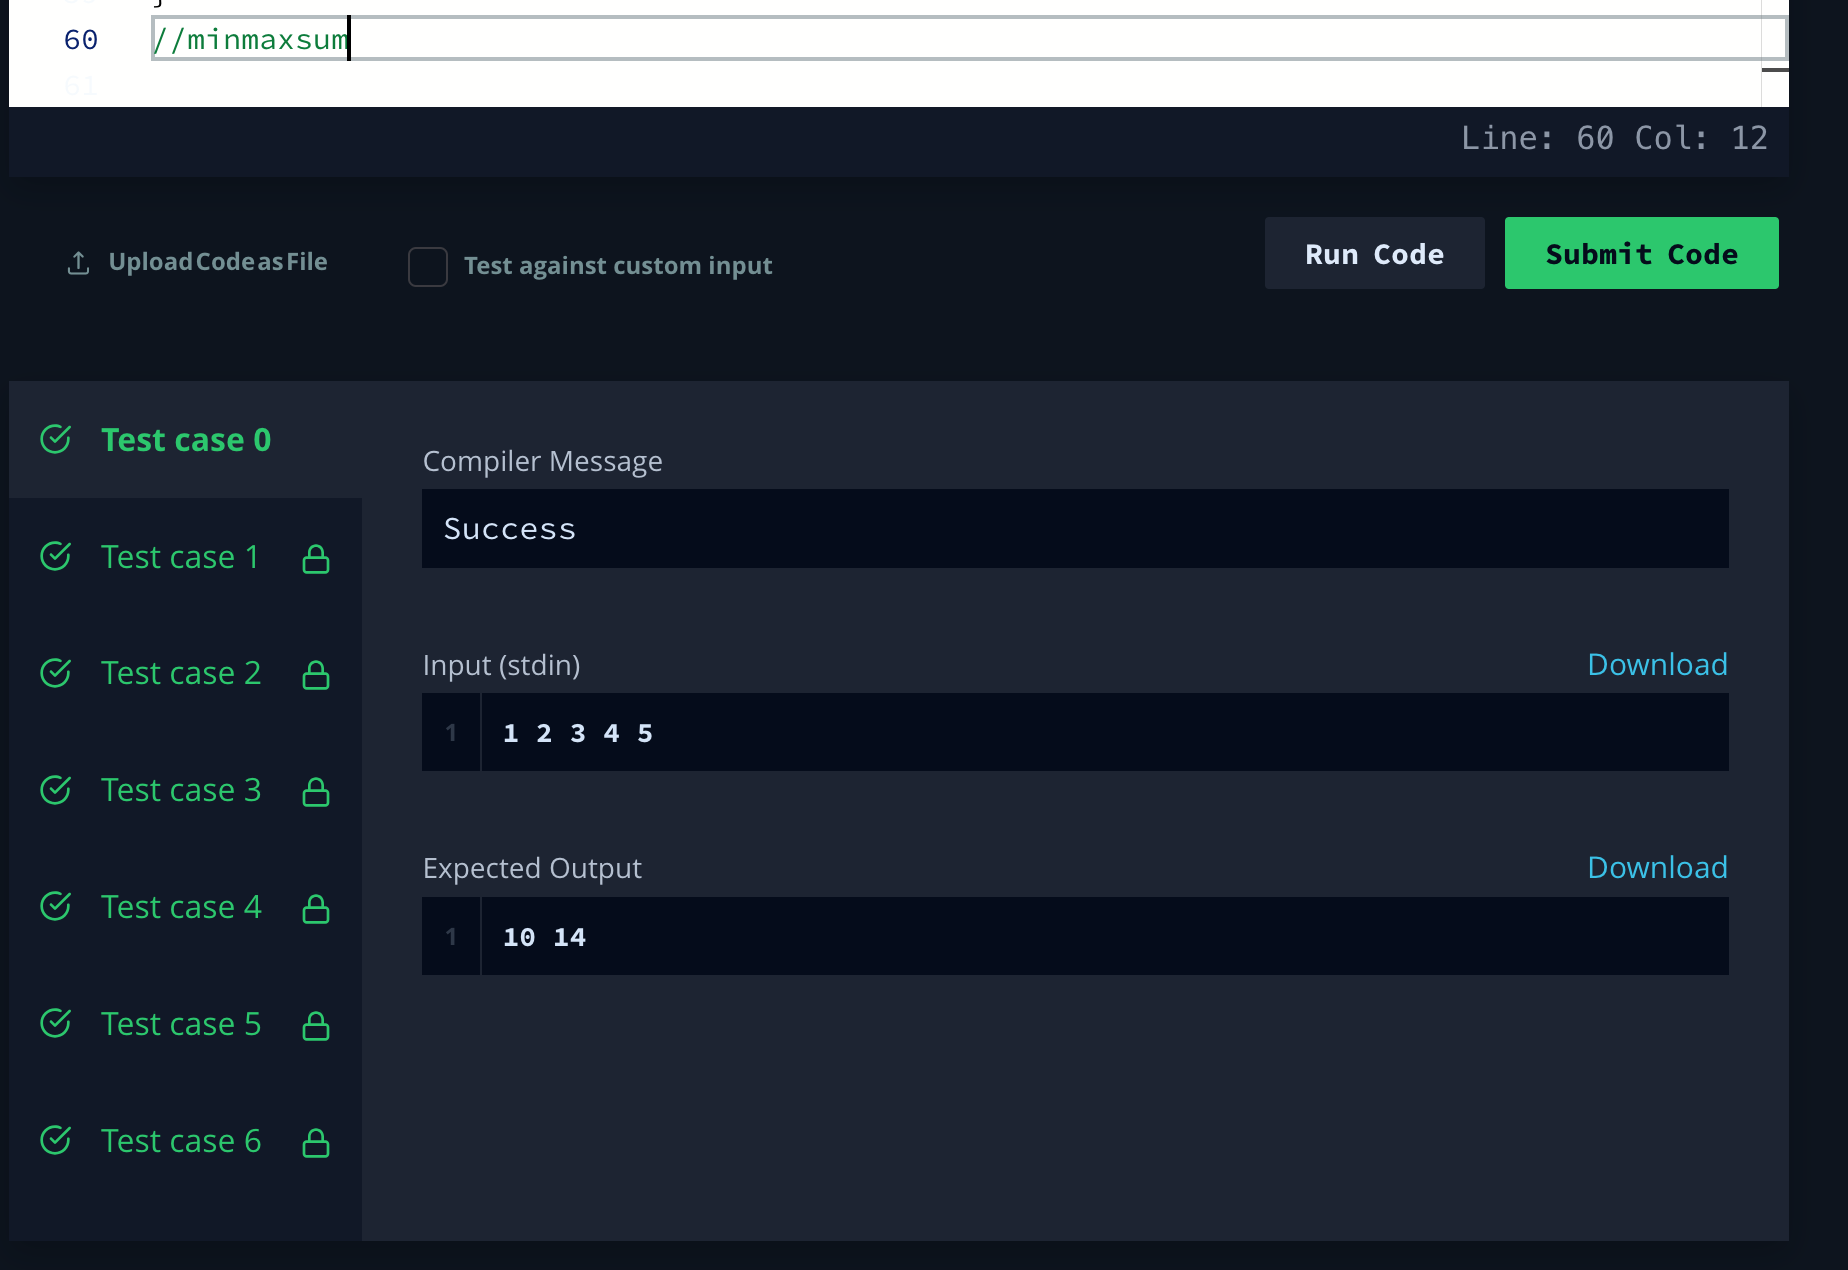 60 //minmaxsum
61
Line: 60 Col: 12
Upload Code as File
Test against custom input
Run Code
Submit Code
Test case 0
Test case 1
Test case 2
Test case 3
Test case 4
Test case 5
Test case 6
Compiler Message
Success
Input (stdin)
Download
1 1 2 3 4 5
Expected Output
Download
1 10 14